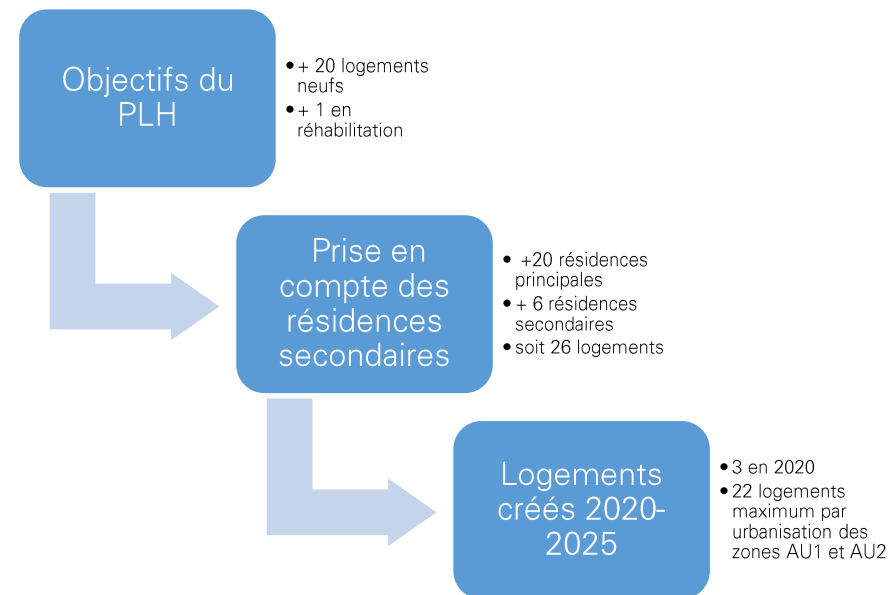 Objectifs du
PLH
• + 20 logements
neufs
• + 1 en
réhabilitation
Prise en
compte des
résidences
secondaires
• +20 résidences
principales
• + 6 résidences
secondaires
• soit 26 logements
Logements
créés 2020-
2025
• 3 en 2020
• 22 logements
maximum par
urbanisation des
zones AU1 et AU2